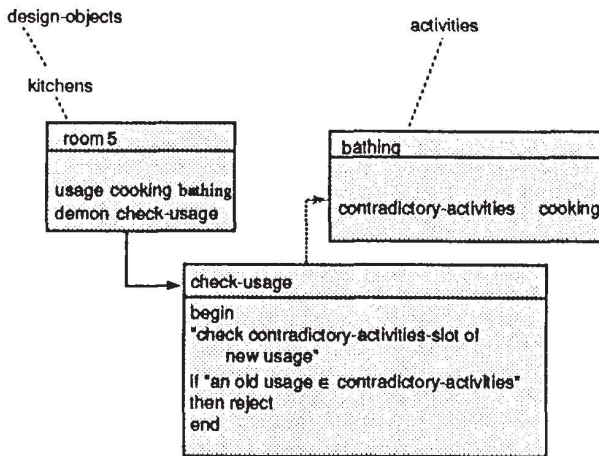 design-objects
activities
kitchens
room 5
bathing
usage cooking bathing
demon check-usage
contradictory-activities cooking
check-usage
begin
"check contradictory-activities-slot of
new usage"
if "an old usage ∈ contradictory-activities"
then reject
end